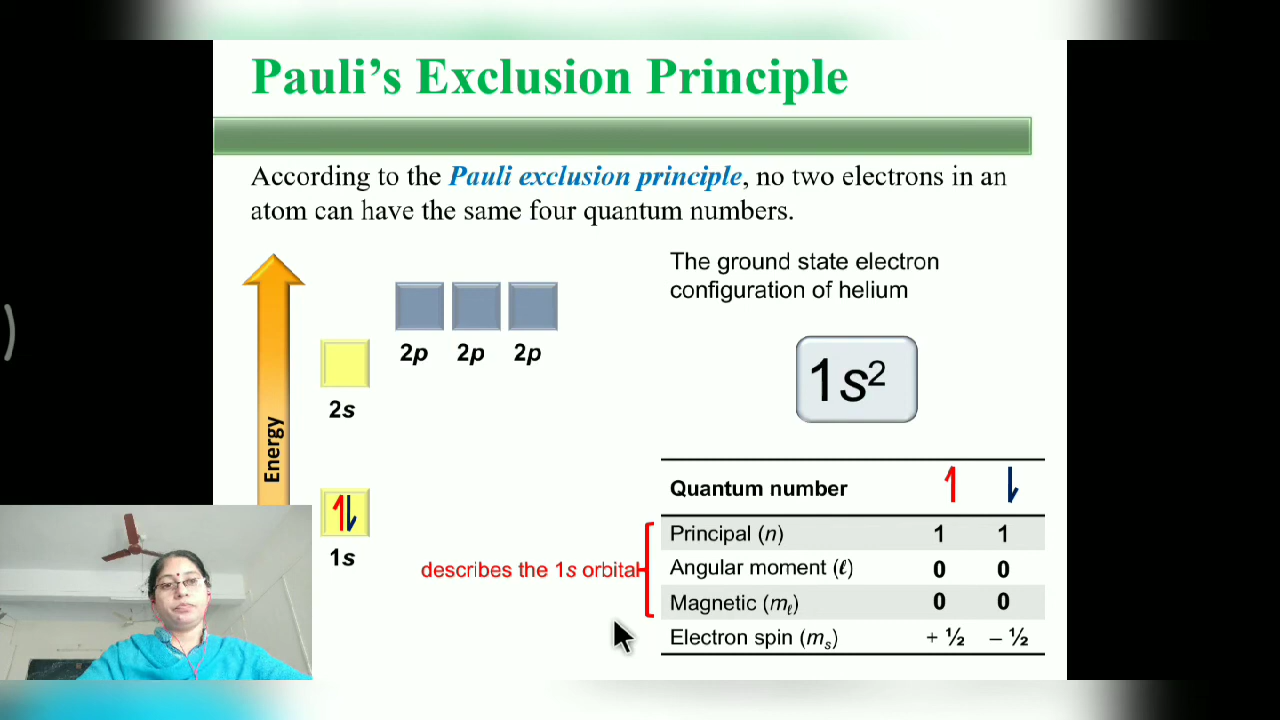 Pauli's Exclusion Principle
According to the Pauli exclusion principle, no two electrons in an
atom can have the same four quantum numbers.
The ground state electron
configuration of helium
1s²
2p 2p 2p
2s
1s
Energy
describes the 1s orbital
Quantum number ↿ ⇂
Principal (n) 1 1
Angular moment (ℓ) 0 0
Magnetic (mℓ) 0 0
Electron spin (ms) + ½ – ½